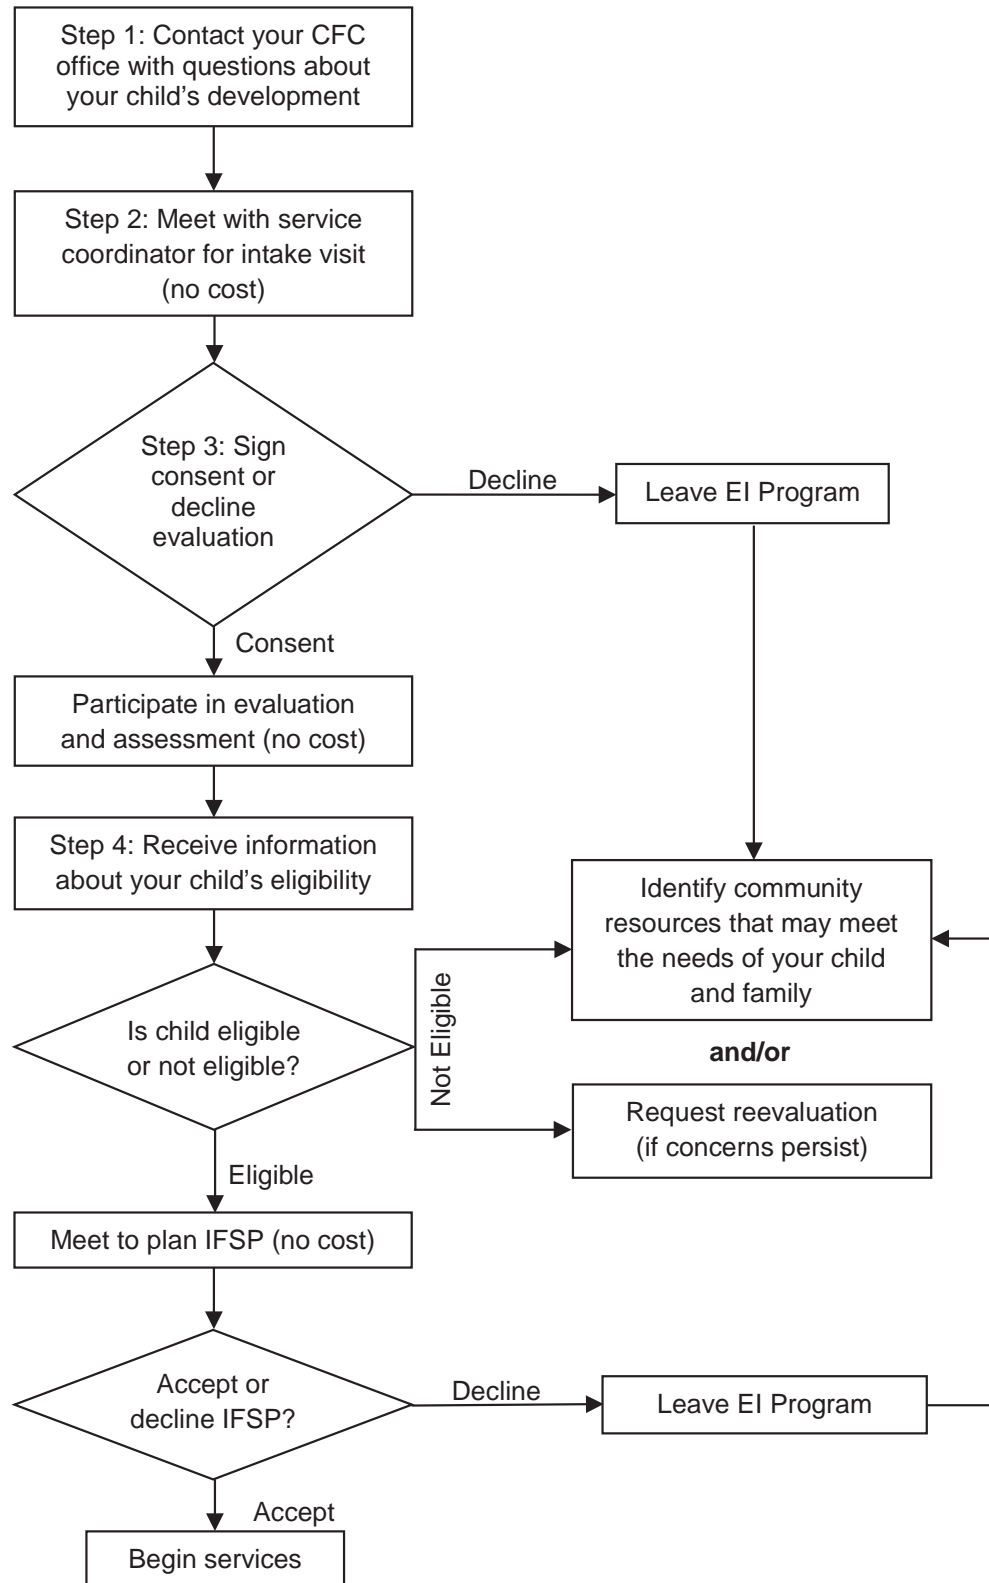 Step 1: Contact your CFC
office with questions about
your child’s development
Step 2: Meet with service
coordinator for intake visit
(no cost)
Step 3: Sign
consent or
decline
evaluation
Decline
Leave EI Program
Consent
Participate in evaluation
and assessment (no cost)
Step 4: Receive information
about your child’s eligibility
Identify community
resources that may meet
the needs of your child
and family
Is child eligible
or not eligible?
Not Eligible
and/or
Request reevaluation
(if concerns persist)
Eligible
Meet to plan IFSP (no cost)
Accept or
decline IFSP?
Decline
Leave EI Program
Accept
Begin services